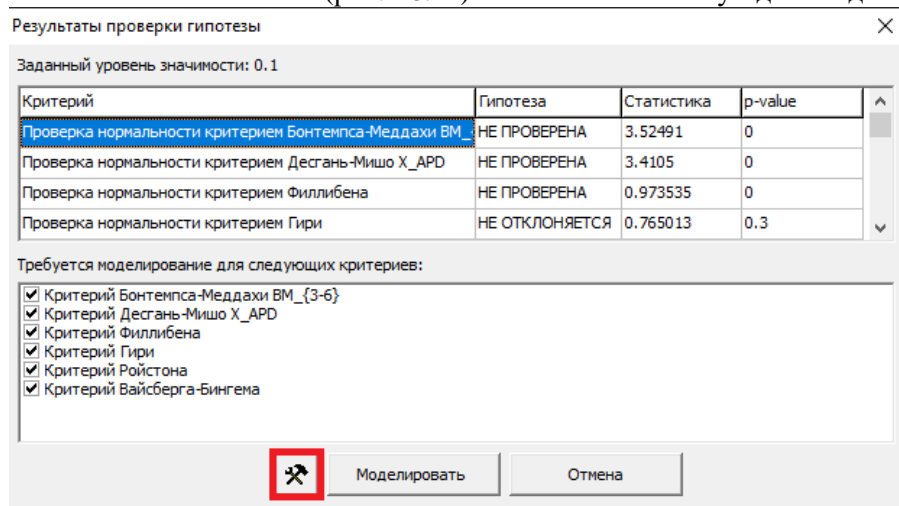 Результаты проверки гипотезы
Заданный уровень значимости: 0.1
Критерий Гипотеза Статистика p-value
Проверка нормальности критерием Бонтемпса-Меддахи BM_ НЕ ПРОВЕРЕНА 3.52491 0
Проверка нормальности критерием Десгань-Мишо X_APD НЕ ПРОВЕРЕНА 3.4105 0
Проверка нормальности критерием Филлибена НЕ ПРОВЕРЕНА 0.973535 0
Проверка нормальности критерием Гири НЕ ОТКЛОНЯЕТСЯ 0.765013 0.3
Требуется моделирование для следующих критериев:
Критерий Бонтемпса-Меддахи BM_{3-6}
Критерий Десгань-Мишо X_APD
Критерий Филлибена
Критерий Гири
Критерий Ройстона
Критерий Вайсберга-Бингема
Моделировать Отмена